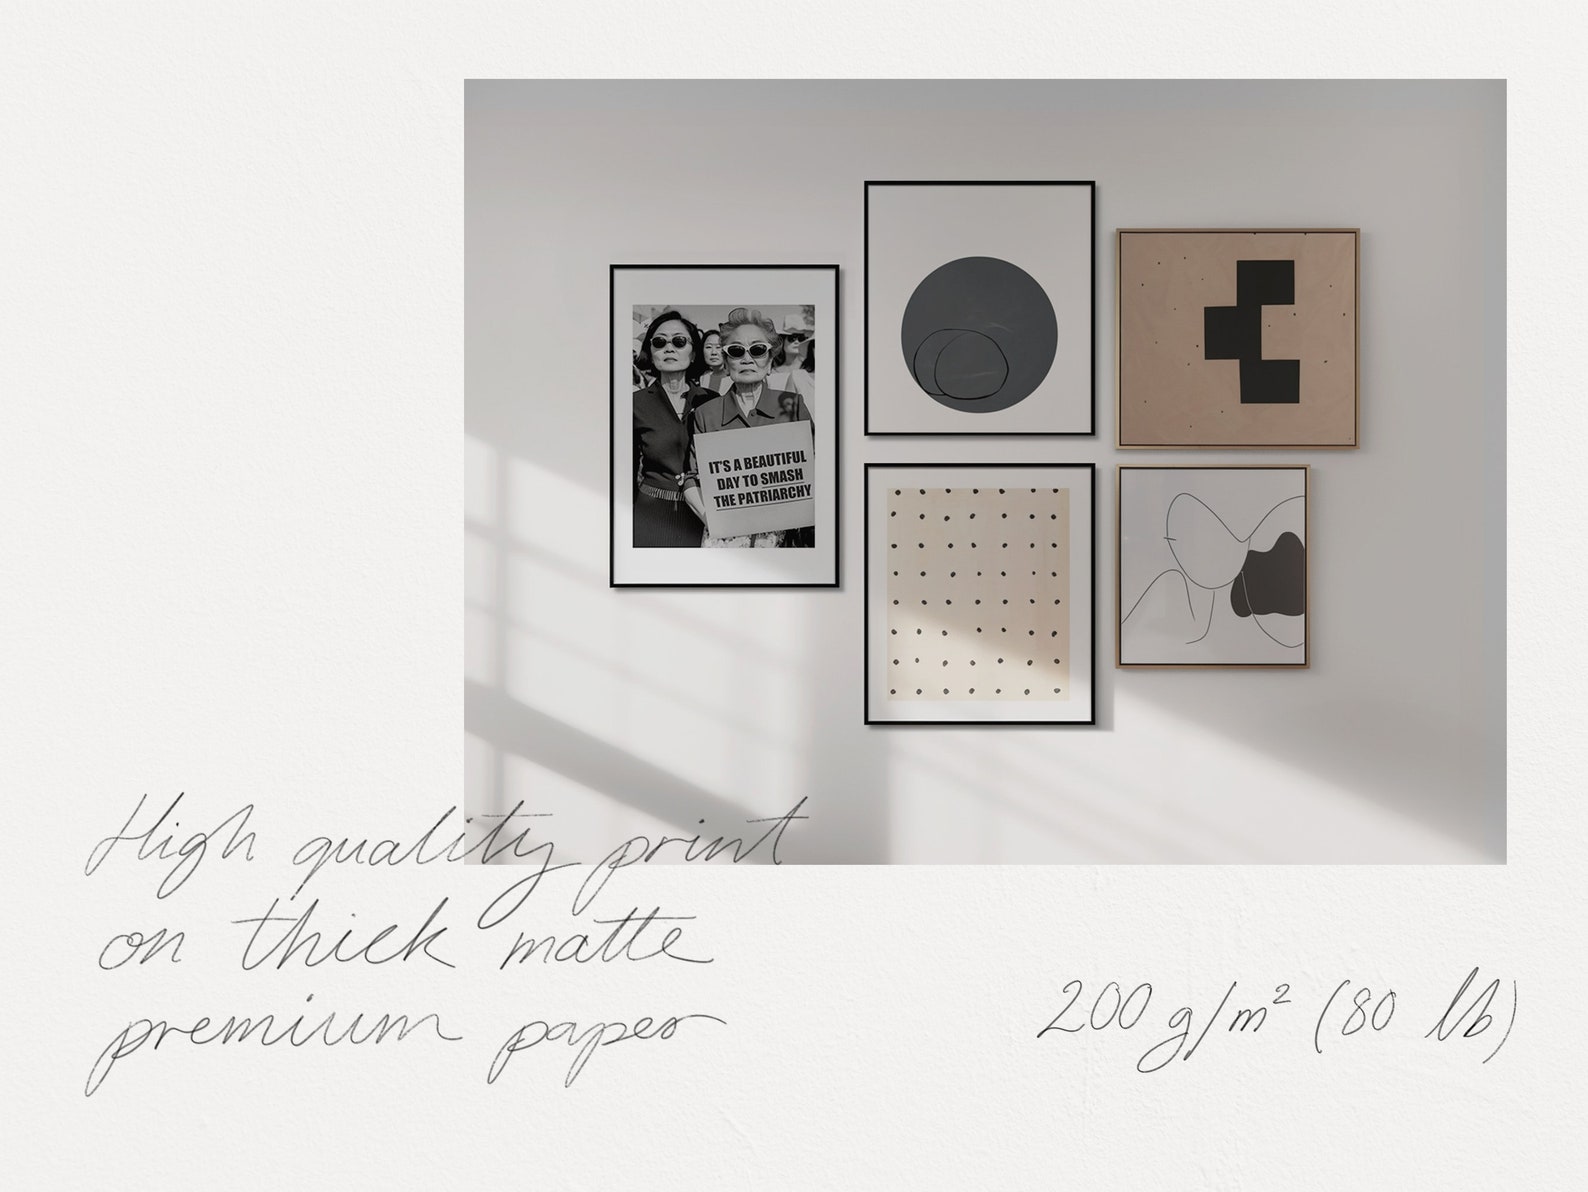 IT'S A BEAUTIFUL
DAY TO SMASH
THE PATRIARCHY
High quality print
on thick matte
premium paper
200 g/m² (80 lb)